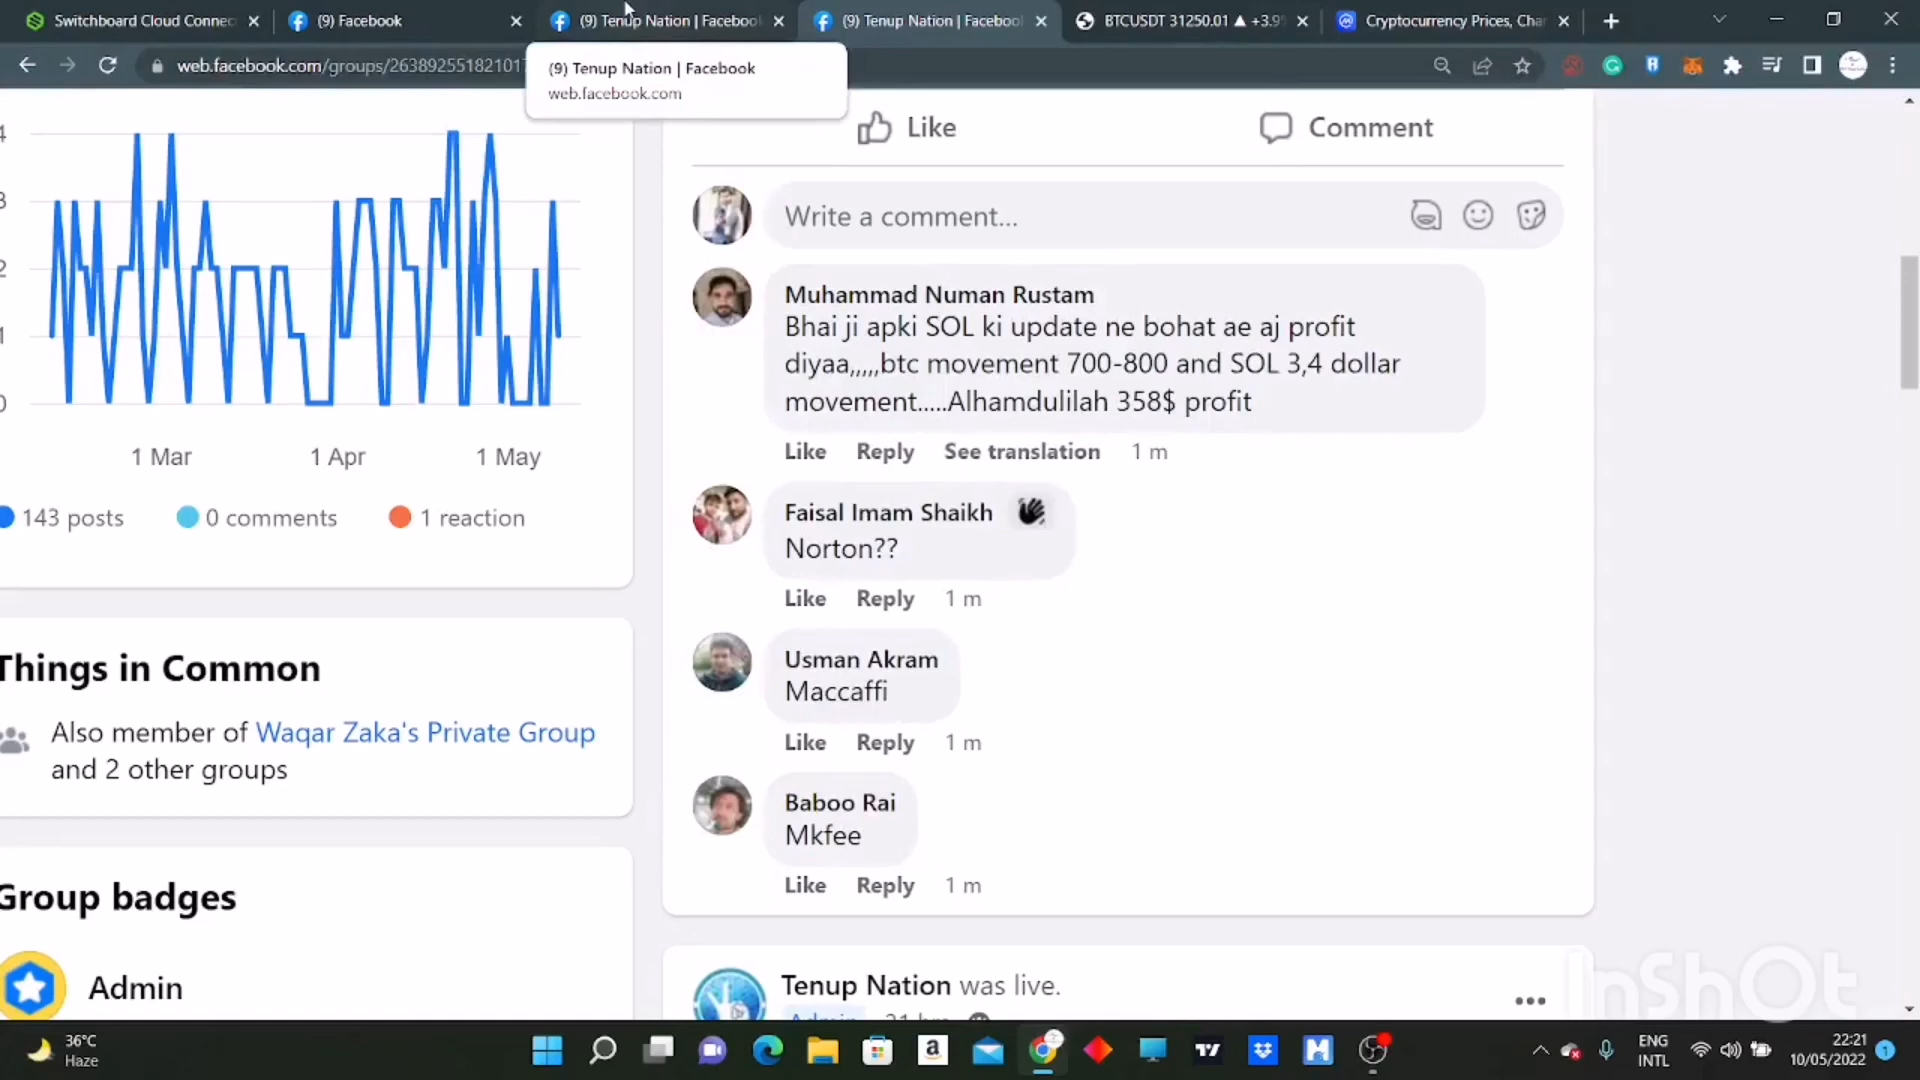 Switchboard Cloud Connec
(9) Facebook
(9) Tenup Nation | Facebool
(9) Tenup Nation | Facebool
BTCUSDT 31250.01 ▲ +3.9
Cryptocurrency Prices, Cha
web.facebook.com/groups/263892551821017
(9) Tenup Nation | Facebook
web.facebook.com
Like
Comment
Write a comment...
4
3
2
1
0
1 Mar
1 Apr
1 May
143 posts
0 comments
1 reaction
Muhammad Numan Rustam
Bhai ji apki SOL ki update ne bohat ae aj profit
diyaa,,,,,btc movement 700-800 and SOL 3,4 dollar
movement.....Alhamdulilah 358$ profit
Like Reply See translation 1 m
Faisal Imam Shaikh
Norton??
Like Reply 1 m
Things in Common
Also member of Waqar Zaka's Private Group
and 2 other groups
Usman Akram
Maccaffi
Like Reply 1 m
Baboo Rai
Mkfee
Like Reply 1 m
Group badges
Admin
Tenup Nation was live.
Admin 21 hrs
InShOt
36°C
Haze
ENG
INTL
22:21
10/05/2022
1